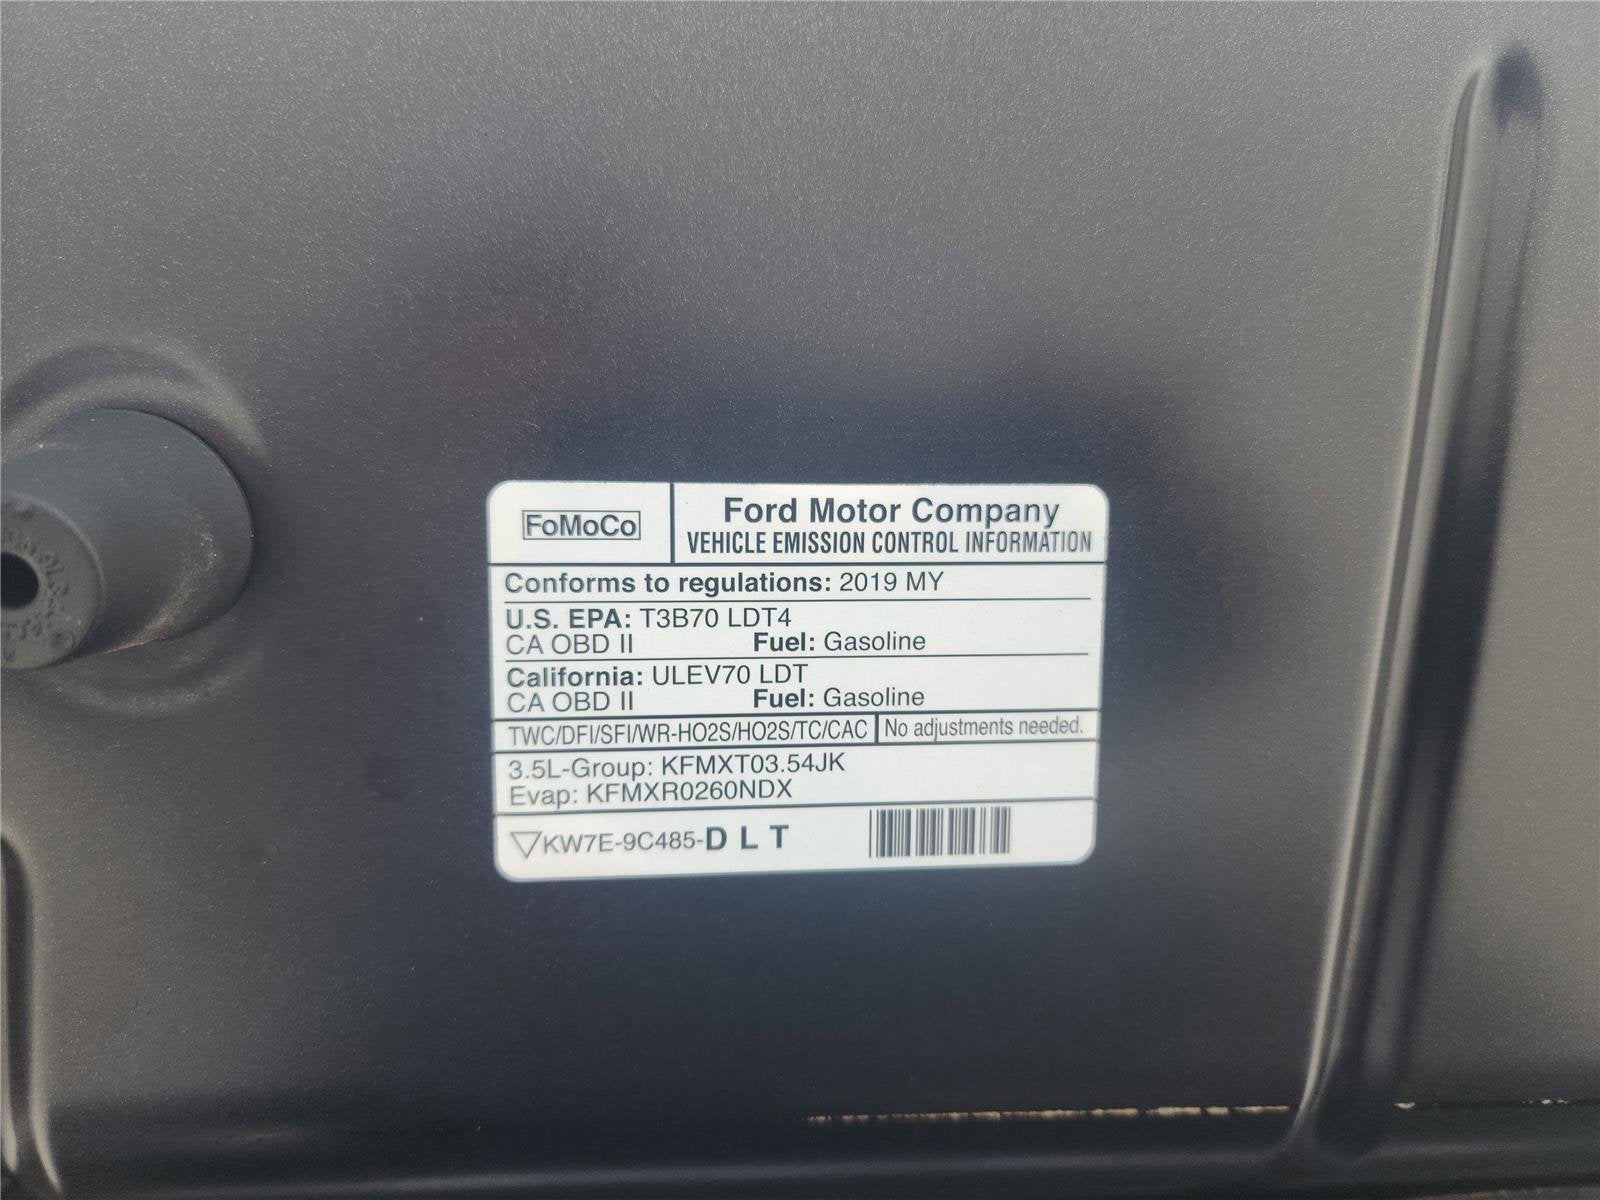 FoMoCo
Ford Motor Company
VEHICLE EMISSION CONTROL INFORMATION
Conforms to regulations: 2019 MY
U.S. EPA: T3B70 LDT4
CA OBD II Fuel: Gasoline
California: ULEV70 LDT
CA OBD II Fuel: Gasoline
TWC/DFI/SFI/WR-HO2S/HO2S/TC/CAC No adjustments needed.
3.5L-Group: KFMXT03.54JK
Evap: KFMXR0260NDX
▽KW7E-9C485-D L T